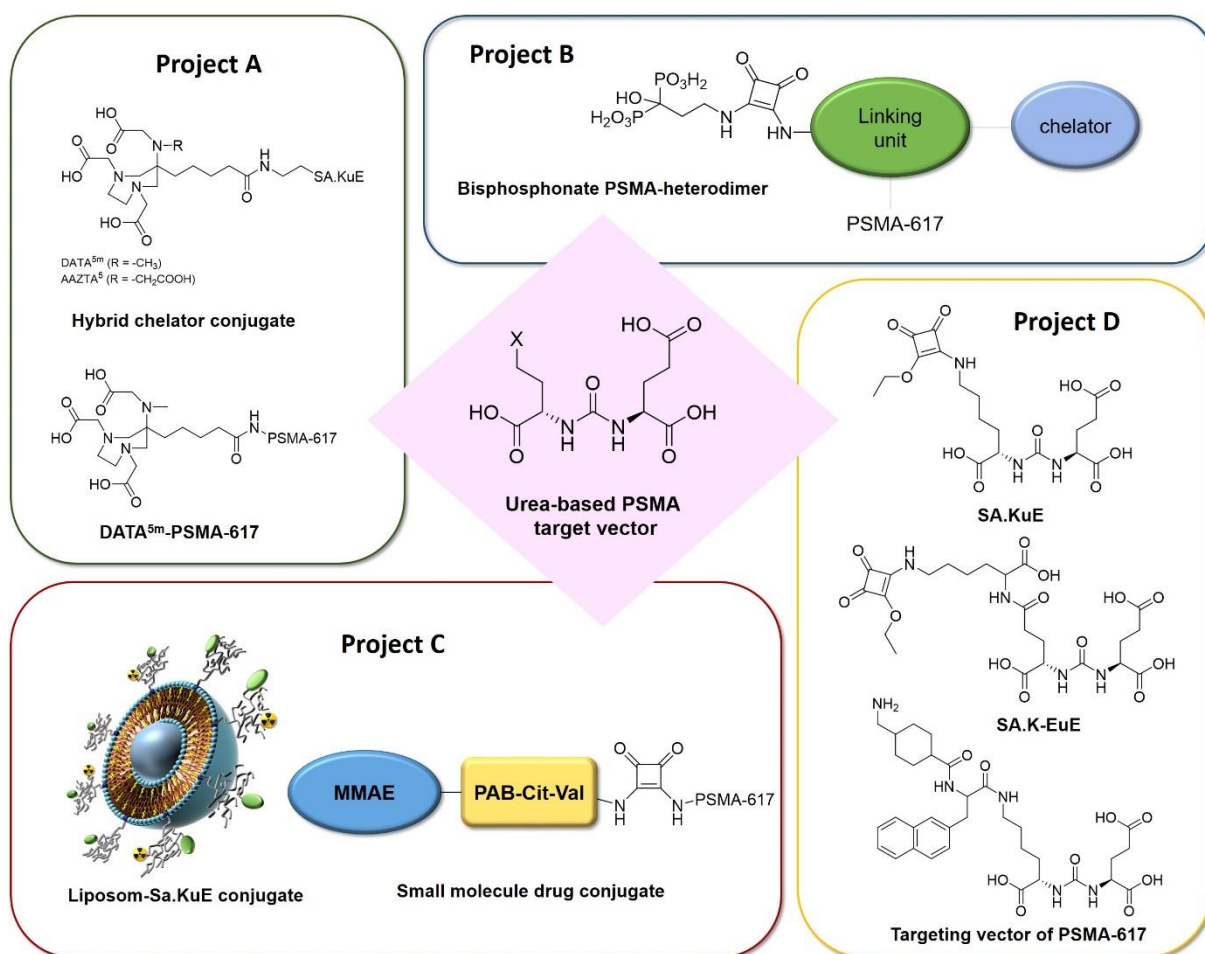 Project A
HO
O
O
HO
N-R
N
N
O
HO
O
H
N
O
SA.KuE
DATA⁵ᵐ (R = -CH₃)
AAZTA⁵ (R = -CH₂COOH)
Hybrid chelator conjugate
HO
O
O
HO
N
N
N
O
HO
O
H
N
PSMA-617
DATA⁵ᵐ-PSMA-617
Project B
PO₃H₂
HO
H₂O₃P
N
H
O
O
HN
Linking
unit
chelator
PSMA-617
Bisphosphonate PSMA-heterodimer
X
HO
O
O
HO
O
N
H
N
H
O
OH
Urea-based PSMA
target vector
Project C
MMAE
PAB-Cit-Val
O
O
N
H
N
H
PSMA-617
Liposom-Sa.KuE conjugate
Small molecule drug conjugate
Project D
O
O
NH
O
HO
O
HO
O
O
N
H
N
H
O
OH
SA.KuE
O
O
H
N
O
O
OH
NH
O
HO
O
HO
O
O
N
H
N
H
O
OH
SA.K-EuE
NH₂
O
HN
O
NH
HO
O
HO
O
O
N
H
N
H
O
OH
Targeting vector of PSMA-617